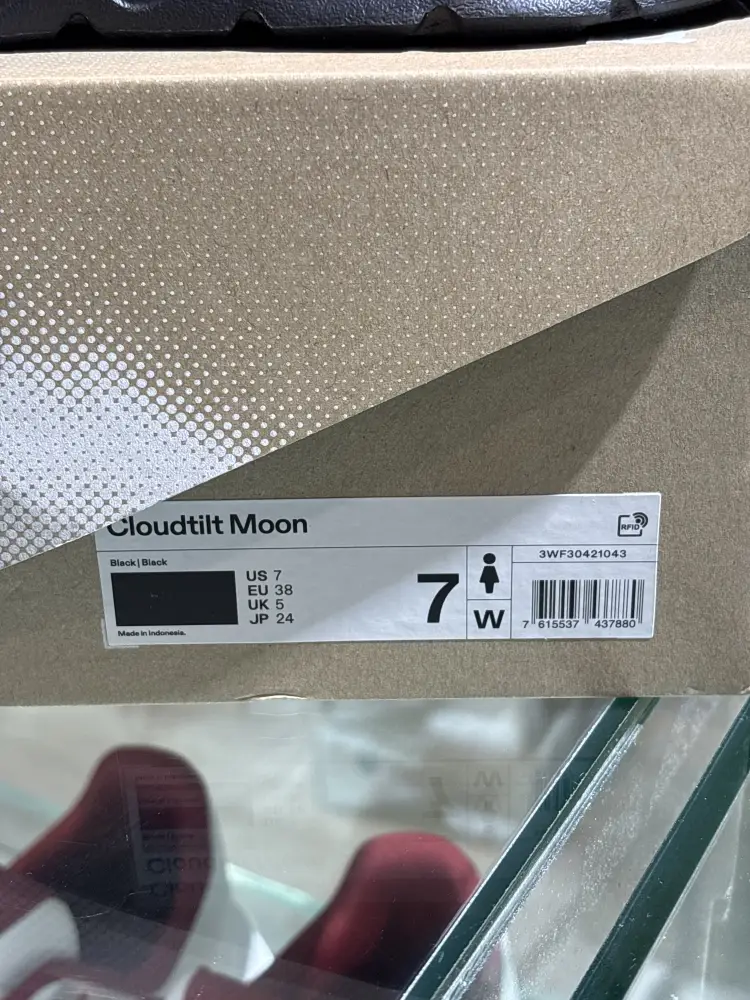 Cloudtilt Moon
RFID
Black | Black
US 7
EU 38
UK 5
JP 24
Made in Indonesia.
7
W
3WF30421043
7 615537 437880